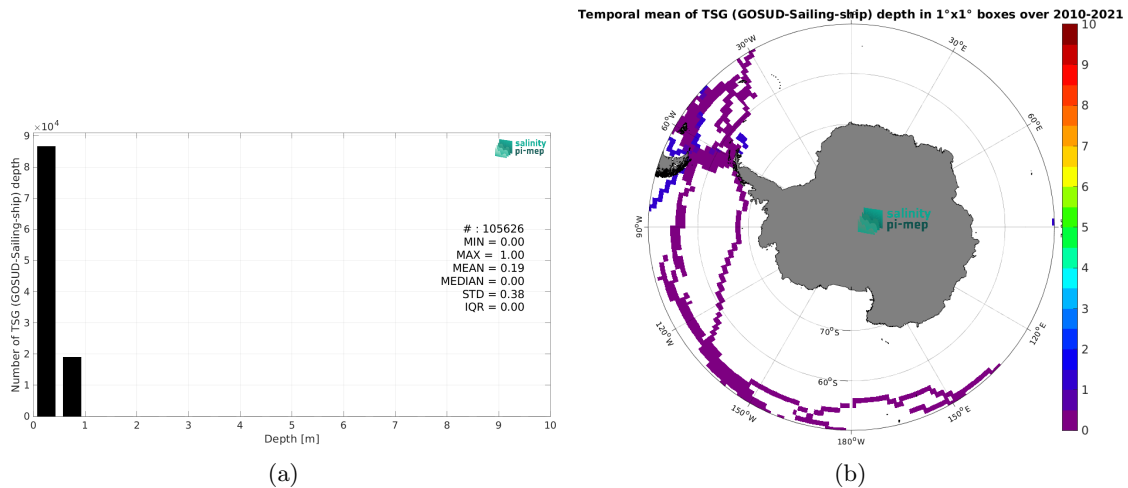 Temporal mean of TSG (GOSUD-Sailing-ship) depth in 1°x1° boxes over 2010-2021
×10⁴
9
8
7
6
5
4
3
2
1
0
Number of TSG (GOSUD-Sailing-ship) depth
salinity
pi-mep
# : 105626
MIN = 0.00
MAX = 1.00
MEAN = 0.19
MEDIAN = 0.00
STD = 0.38
IQR = 0.00
0 1 2 3 4 5 6 7 8 9 10
Depth [m]
(a)
30°W
30°E
60°W
60°E
90°W
120°W
120°E
150°W
150°E
180°W
70°S
60°S
salinity
pi-mep
10
9
8
7
6
5
4
3
2
1
0
(b)